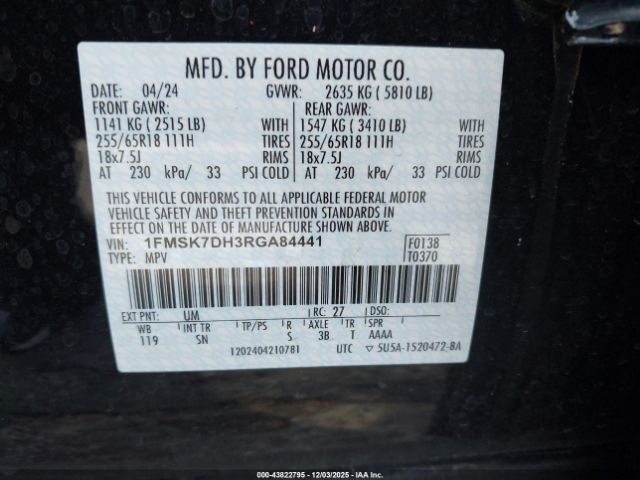 MFD. BY FORD MOTOR CO.
DATE: 04/24 GVWR: 2635 KG ( 5810 LB)
FRONT GAWR: REAR GAWR:
1141 KG ( 2515 LB) WITH 1547 KG ( 3410 LB) WITH
255/65R18 111H TIRES 255/65R18 111H TIRES
18x7.5J RIMS 18x7.5J RIMS
AT 230 kPa/ 33 PSI COLD AT 230 kPa/ 33 PSI COLD
THIS VEHICLE CONFORMS TO ALL APPLICABLE FEDERAL MOTOR
VEHICLE SAFETY AND THEFT PREVENTION STANDARDS IN
EFFECT ON THE DATE OF MANUFACTURE SHOWN ABOVE.
VIN: 1FMSK7DH3RGA84441 F0138
TYPE: MPV T0370
EXT PNT: UM RC: 27 DSO:
WB INT TR TP/PS R AXLE TR SPR
119 SN S 3B T AAAA
1202404210781 UTC ▽ 5U5A-1520472-BA
000-43822795 - 12/03/2025 - IAA, Inc.